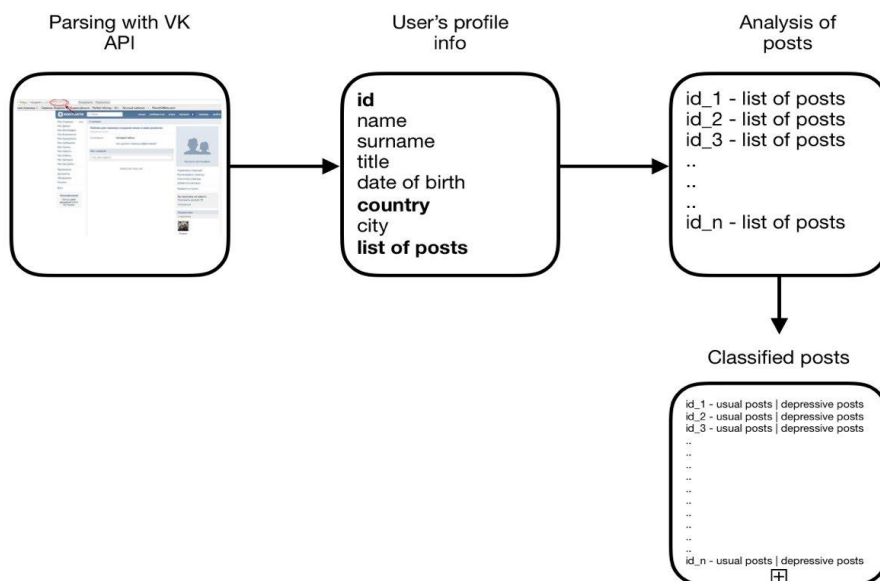 Parsing with VK
API
User's profile
info
Analysis of
posts
id
name
surname
title
date of birth
country
city
list of posts
id_1 - list of posts
id_2 - list of posts
id_3 - list of posts
..
..
..
id_n - list of posts
Classified posts
id_1 - usual posts | depressive posts
id_2 - usual posts | depressive posts
id_3 - usual posts | depressive posts
..
..
..
..
..
..
..
..
..
..
id_n - usual posts | depressive posts